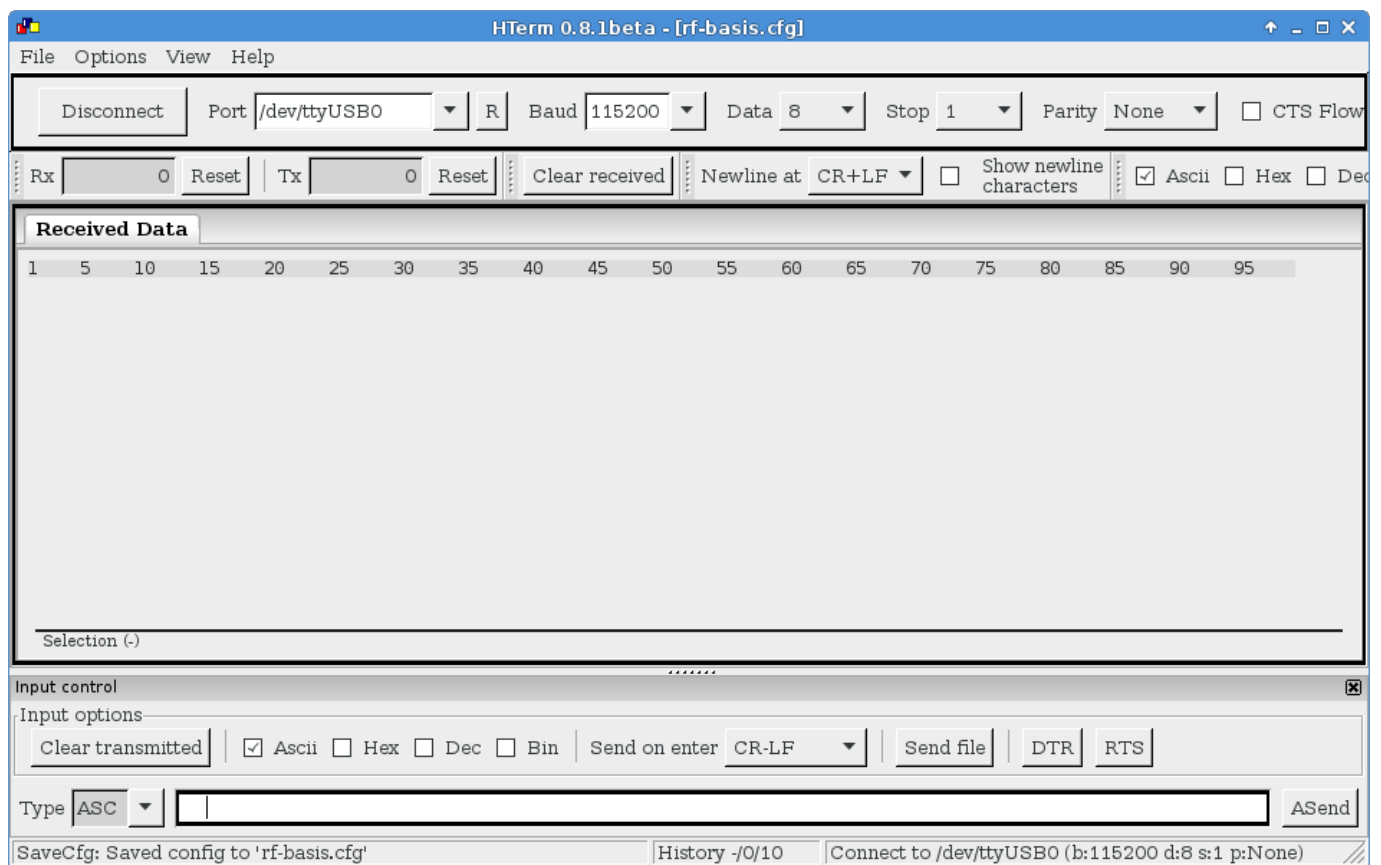 HTerm 0.8.1beta - [rf-basis.cfg]
File Options View Help
Disconnect Port /dev/ttyUSB0 R Baud 115200 Data 8 Stop 1 Parity None CTS Flow
Rx 0 Reset Tx 0 Reset Clear received Newline at CR+LF Show newline characters Ascii Hex Dec
Received Data
1 5 10 15 20 25 30 35 40 45 50 55 60 65 70 75 80 85 90 95
Selection (-)
Input control
Input options
Clear transmitted Ascii Hex Dec Bin Send on enter CR-LF Send file DTR RTS
Type ASC ASend
SaveCfg: Saved config to 'rf-basis.cfg' History -/0/10 Connect to /dev/ttyUSB0 (b:115200 d:8 s:1 p:None)